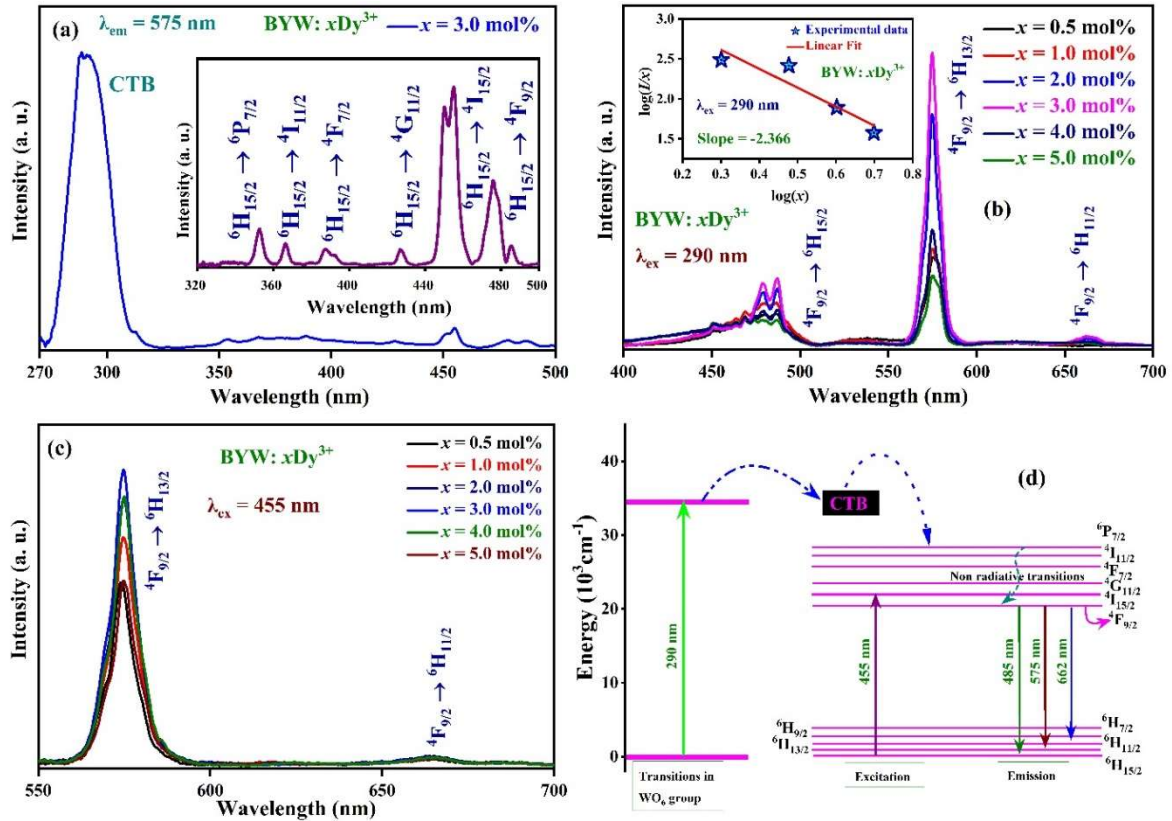 (a)
λem = 575 nm
BYW: xDy³⁺
x = 3.0 mol%
CTB
Intensity (a. u.)
Intensity (a. u.)
⁶H15/2 → ⁶P7/2
⁶H15/2 → ⁴I11/2
⁶H15/2 → ⁴F7/2
⁶H15/2 → ⁴G11/2
⁶H15/2 → ⁴I15/2
⁶H15/2 → ⁴F9/2
320 360 400 440 480 500
Wavelength (nm)
270 300 350 400 450 500
Wavelength (nm)
Experimental data
Linear Fit
BYW: xDy³⁺
λex = 290 nm
Slope = -2.366
log(I/x)
2.5
2.0
1.5
0.3 0.4 0.5 0.6 0.7 0.8
log(x)
x = 0.5 mol%
x = 1.0 mol%
x = 2.0 mol%
x = 3.0 mol%
x = 4.0 mol%
x = 5.0 mol%
⁴F9/2 → ⁶H13/2
(b)
BYW: xDy³⁺
λex = 290 nm
⁴F9/2 → ⁶H15/2
⁴F9/2 → ⁶H11/2
Intensity (a. u.)
400 450 500 550 600 650 700
Wavelength (nm)
(c)
BYW: xDy³⁺
λex = 455 nm
x = 0.5 mol%
x = 1.0 mol%
x = 2.0 mol%
x = 3.0 mol%
x = 4.0 mol%
x = 5.0 mol%
⁴F9/2 → ⁶H13/2
⁴F9/2 → ⁶H11/2
Intensity (a. u.)
550 600 650 700
Wavelength (nm)
(d)
Energy (10³cm⁻¹)
40
30
20
10
0
CTB
⁶P7/2
⁴I11/2
⁴F7/2
Non radiative transitions
⁴G11/2
⁴I15/2
⁴F9/2
290 nm
455 nm
485 nm
575 nm
662 nm
⁶H9/2
⁶H7/2
⁶H13/2
⁶H11/2
⁶H15/2
Transitions in
WO₆ group
Excitation
Emission